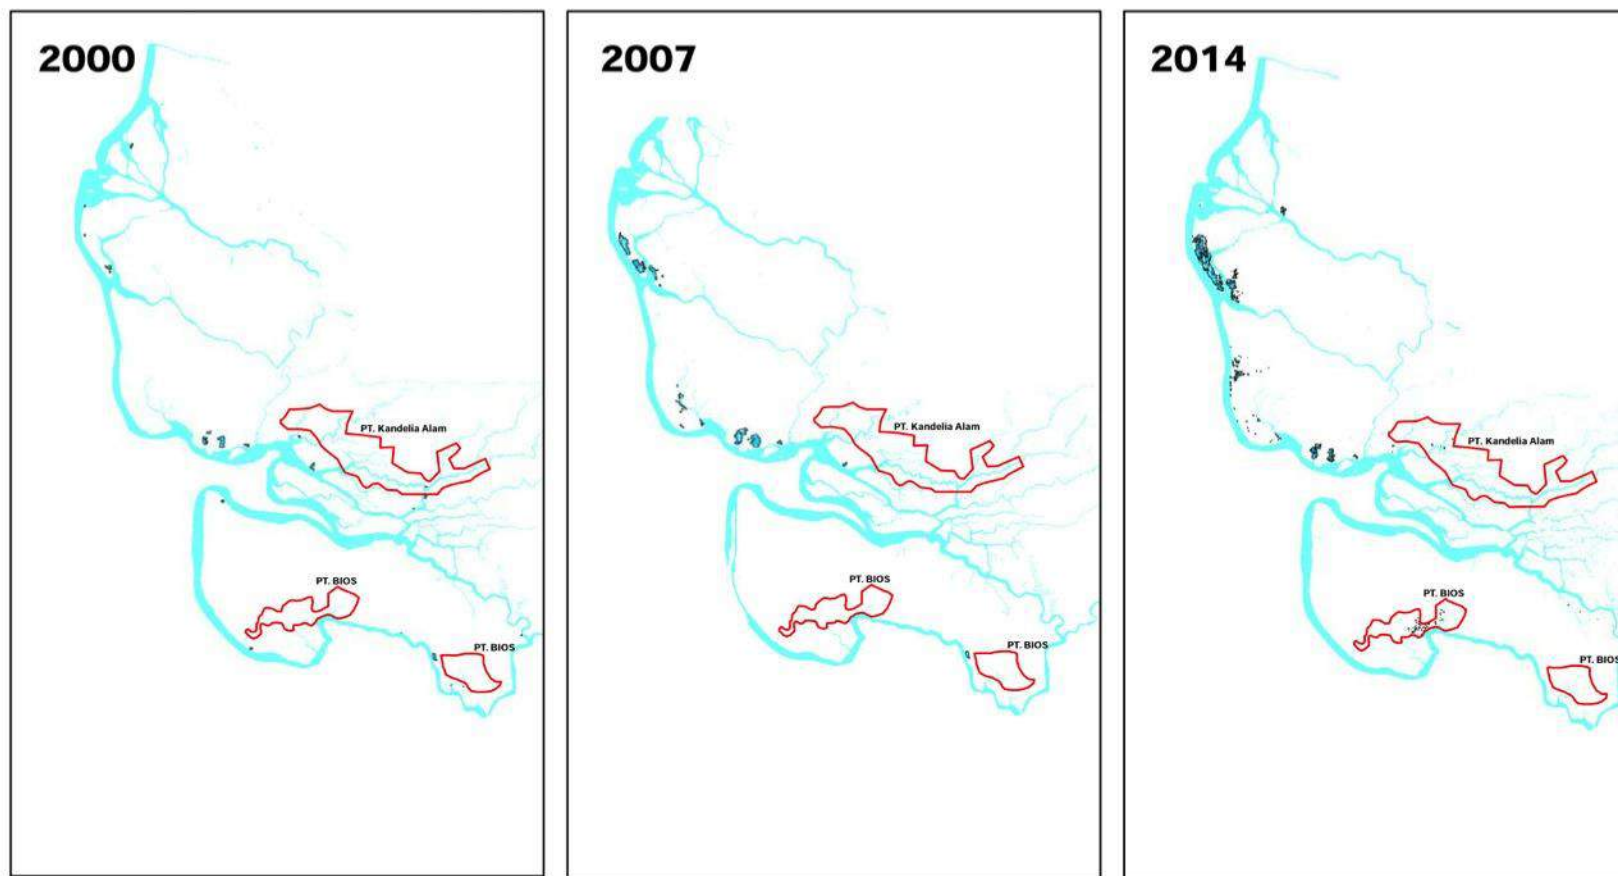 2000
PT. Kandelia Alam
PT. BIOS
PT. BIOS
2007
PT. Kandelia Alam
PT. BIOS
PT. BIOS
2014
PT. Kandelia Alam
PT. BIOS
PT. BIOS